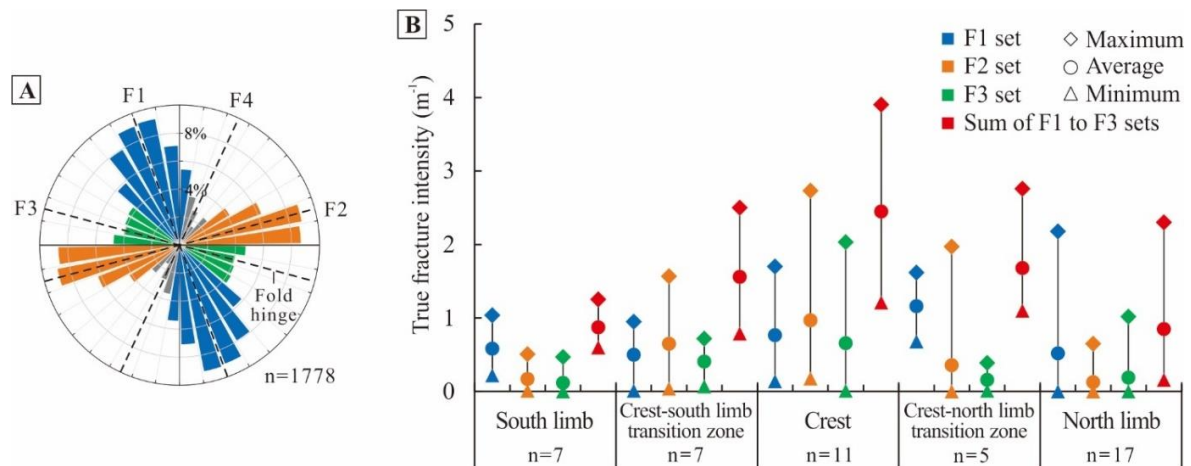 A
F1
F4
8%
4%
F3
F2
Fold
hinge
n=1778
B
True fracture intensity (m⁻¹)
5
4
3
2
1
0
F1 set
F2 set
F3 set
Sum of F1 to F3 sets
Maximum
Average
Minimum
South limb
n=7
Crest-south limb
transition zone
n=7
Crest
n=11
Crest-north limb
transition zone
n=5
North limb
n=17